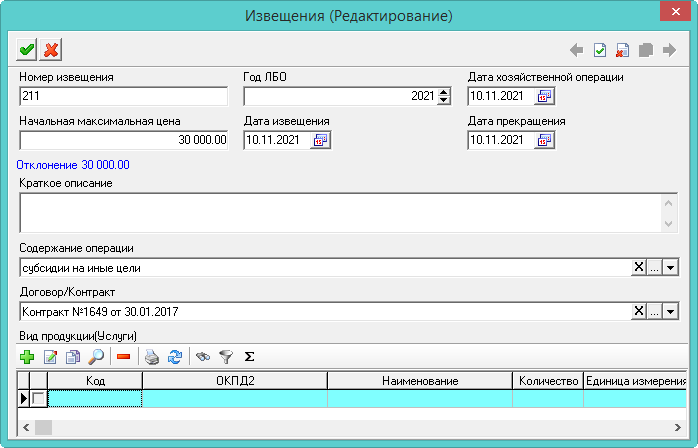 Извещения (Редактирование)
Номер извещения Год ЛБО Дата хозяйственной операции
211 2021 10.11.2021
Начальная максимальная цена Дата извещения Дата прекращения
30 000.00 10.11.2021 10.11.2021
Отклонение 30 000.00
Краткое описание
Содержание операции
субсидии на иные цели
Договор/Контракт
Контракт №1649 от 30.01.2017
Вид продукции(Услуги)
Код ОКПД2 Наименование Количество Единица измерения